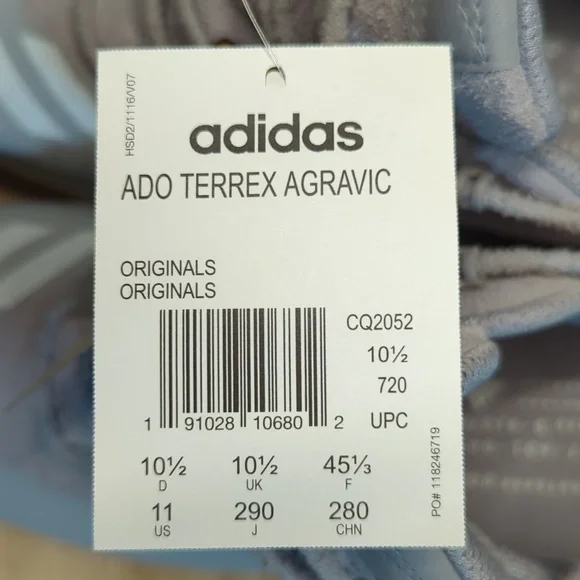 HSD2/1116/V07
adidas
ADO TERREX AGRAVIC
ORIGINALS
ORIGINALS
CQ2052
10½
720
1 91028 10680 2 UPC
10½ 10½ 45⅓
D UK F
11 290 280
US J CHN
PO# 118246719